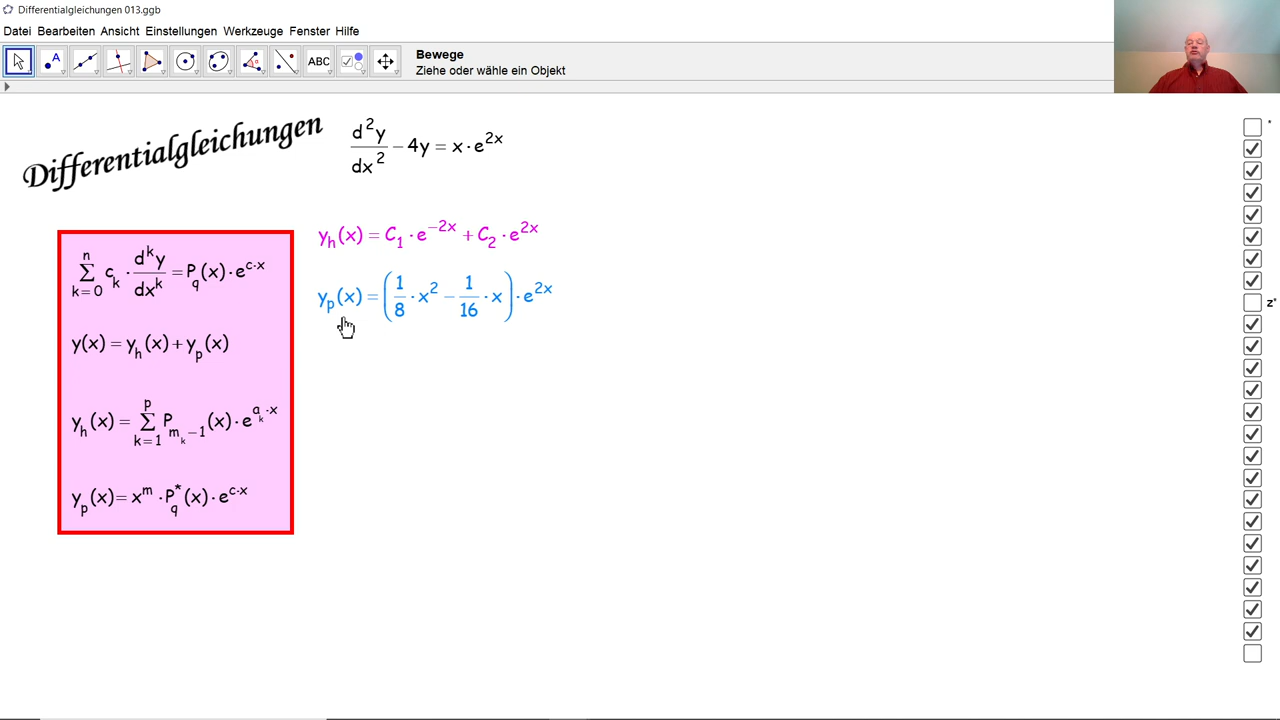 Differentialgleichungen 013.ggb
Datei Bearbeiten Ansicht Einstellungen Werkzeuge Fenster Hilfe
A ABC a=2 Bewege
Ziehe oder wähle ein Objekt
Differentialgleichungen
d²y/dx² − 4y = x · e^(2x)
*
y_h(x) = C₁ · e^(−2x) + C₂ · e^(2x)
∑_(k=0)^n c_k · d^k y/dx^k = P_q(x) · e^(c·x)
y_p(x) = (1/8 · x² − 1/16 · x) · e^(2x)
z*
y(x) = y_h(x) + y_p(x)
y_h(x) = ∑_(k=1)^p P_(m_k−1)(x) · e^(a_k·x)
y_p(x) = x^m · P*_q(x) · e^(c·x)